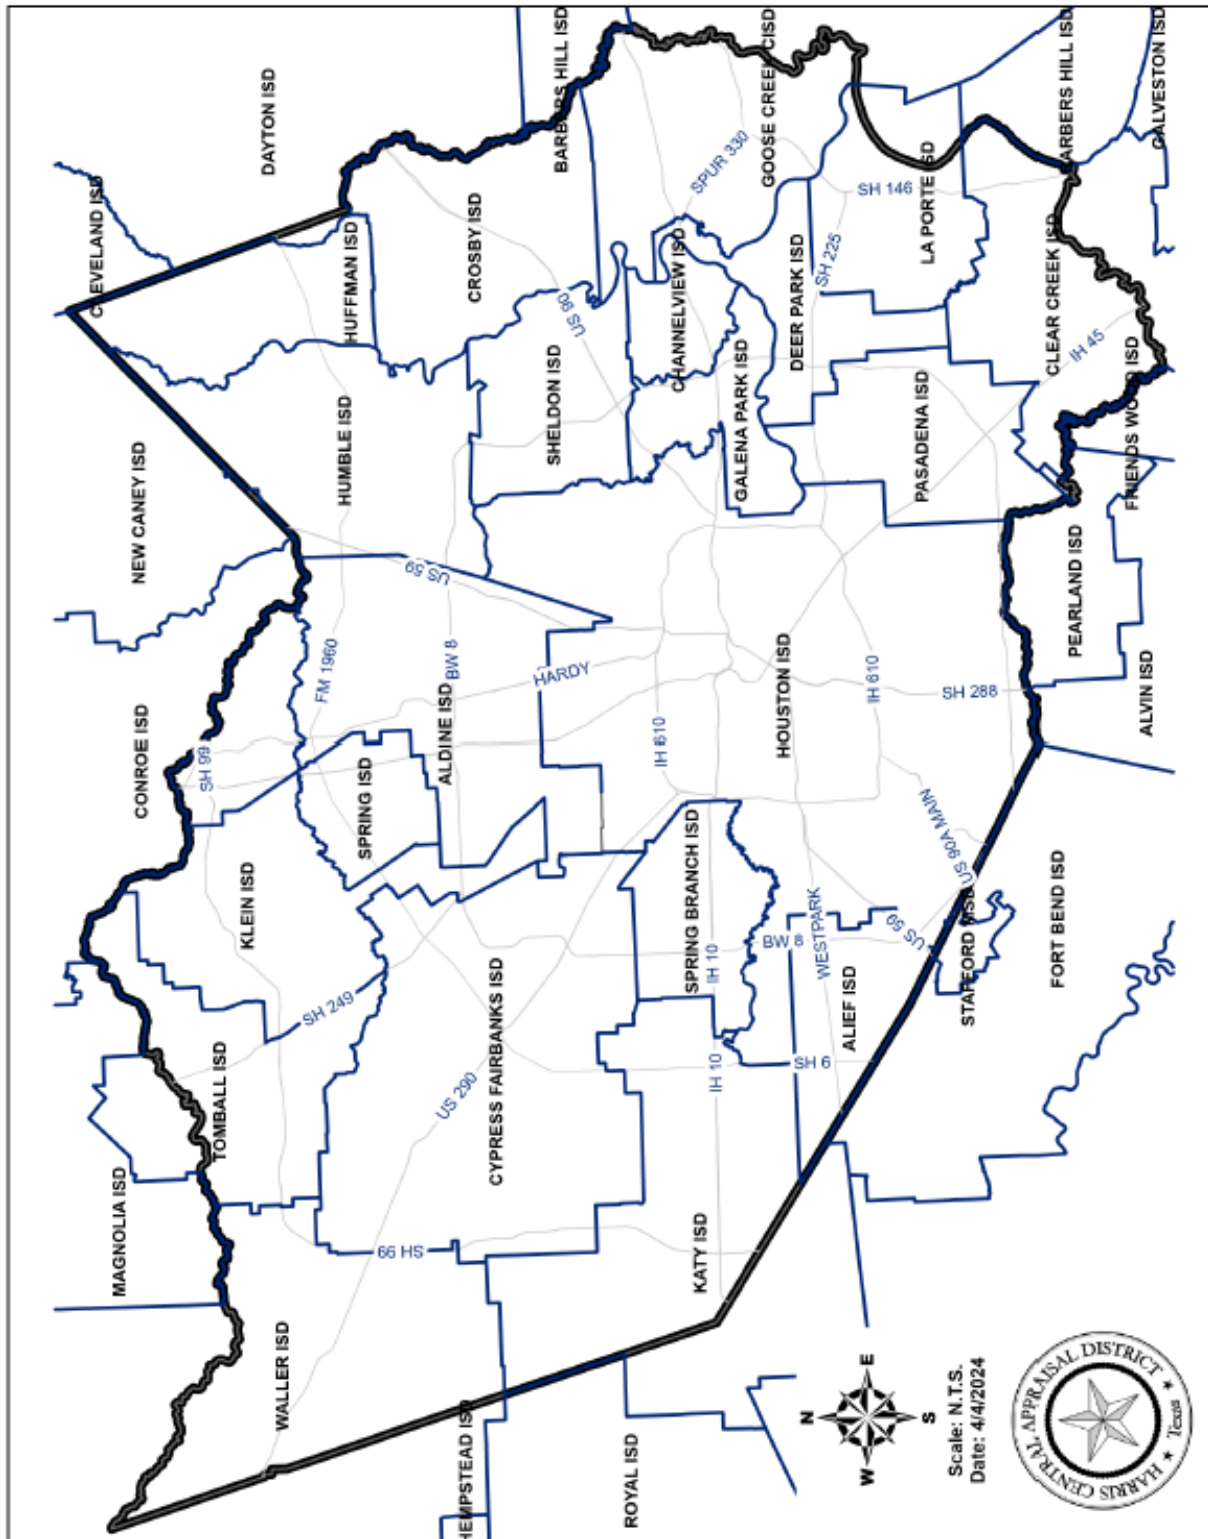 MAGNOLIA ISD
CONROE ISD
NEW CANEY ISD
CLEVELAND ISD
DAYTON ISD
TOMBALL ISD
SH 99
KLEIN ISD
WALLER ISD
SH 249
FM 1960
HUMBLE ISD
HUFFMAN ISD
SPRING ISD
SH 99
US 59
ALDINE ISD
BW 8
US 290
HEMPSTEAD ISD
CYPRESS FAIRBANKS ISD
CROSBY ISD
HARDY
SHELDON ISD
US 90
BARBERS HILL ISD
ROYAL ISD
IH 610
KATY ISD
SPRING BRANCH ISD
CHANNELVIEW ISD
IH 10
IH 10
SPUR 330
GALENA PARK ISD
BW 8
HOUSTON ISD
GOOSE CREEK CISD
DEER PARK ISD
SH 6
WESTPARK
SH 225
ALIEF ISD
IH 610
SH 146
US 59
PASADENA ISD
LA PORTE ISD
US 90A MAIN
SH 288
STAFFORD MSD
FORT BEND ISD
CLEAR CREEK ISD
BARBERS HILL ISD
PEARLAND ISD
IH 45
FRIENDS WOOD ISD
ALVIN ISD
GALVESTON ISD
N
W
E
S
Scale: N.T.S.
Date: 4/4/2024
HARRIS CENTRAL APPRAISAL DISTRICT
Texas